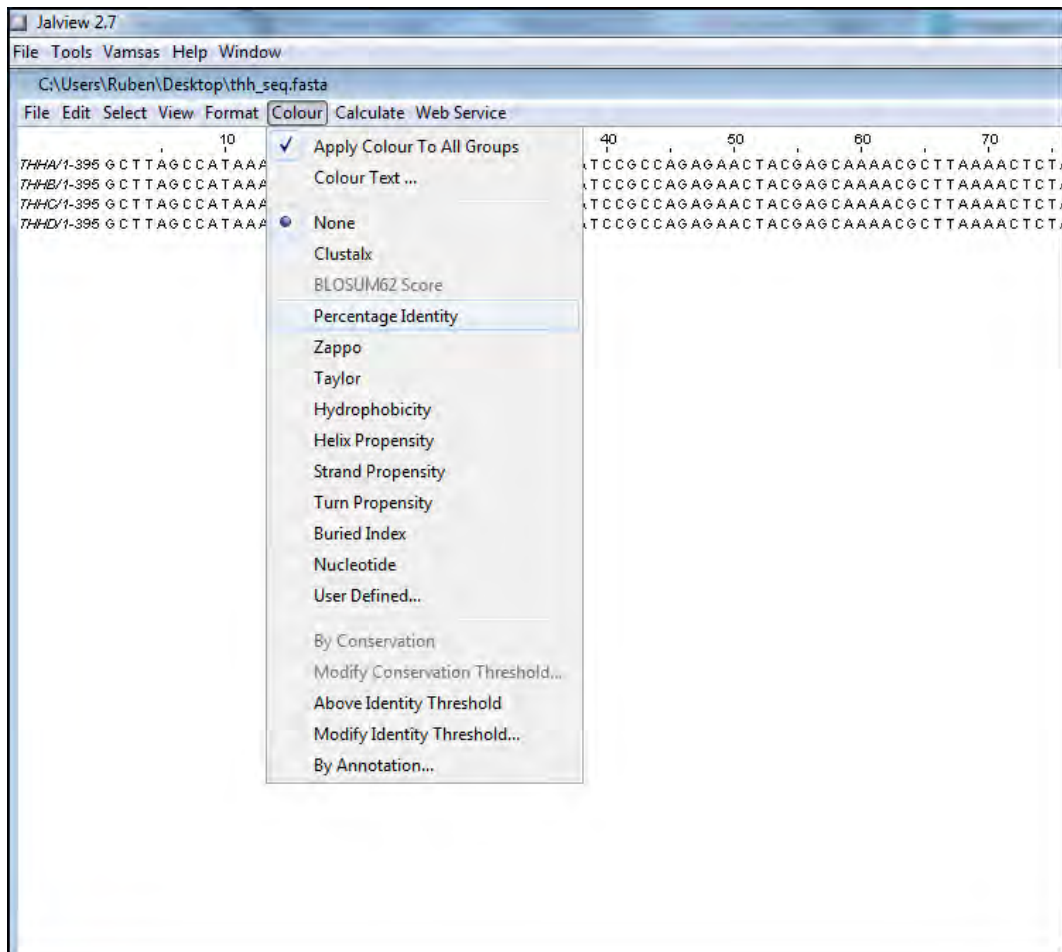 Jalview 2.7
File Tools Vamsas Help Window
C:\Users\Ruben\Desktop\thh_seq.fasta
File Edit Select View Format Colour Calculate Web Service
10 40 50 60 70
THHA/1-395 GCTTAGCCATAAA ATCCGCCAGAGAACTACGAGCAAAACGCTTAAAACTCT
THHB/1-395 GCTTAGCCATAAA TCCGCCAGAGAACTACGAGCAAAACGCTTAAAACTCT
THHC/1-395 GCTTAGCCATAAA TCCGCCAGAGAACTACGAGCAAAACGCTTAAAACTCT
THHD/1-395 GCTTAGCCATAAA TCCGCCAGAGAACTACGAGCAAAACGCTTAAAACTCT
Apply Colour To All Groups
Colour Text ...
None
Clustalx
BLOSUM62 Score
Percentage Identity
Zappo
Taylor
Hydrophobicity
Helix Propensity
Strand Propensity
Turn Propensity
Buried Index
Nucleotide
User Defined...
By Conservation
Modify Conservation Threshold...
Above Identity Threshold
Modify Identity Threshold...
By Annotation...